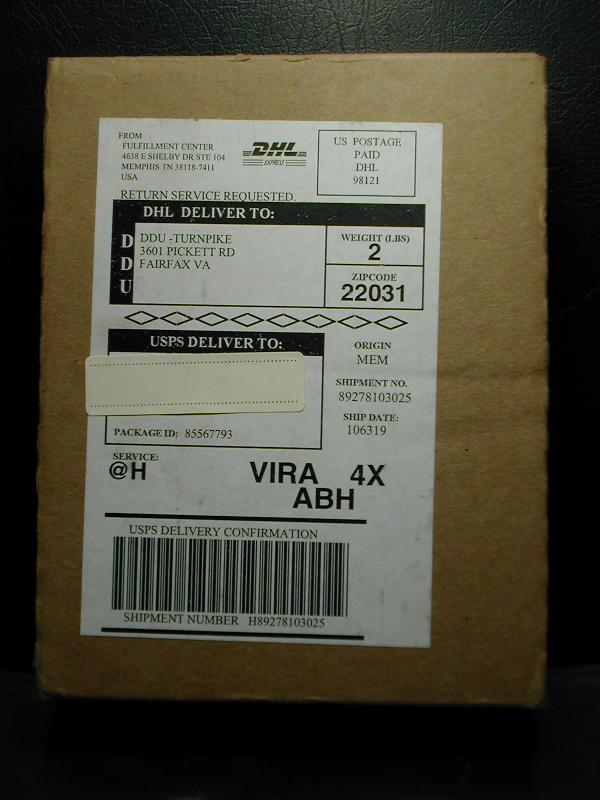 FROM
FULFILLMENT CENTER
4638 E SHELBY DR STE 104
MEMPHIS TN 38118-7411
USA
DHL
EXPRESS
US POSTAGE
PAID
DHL
98121
RETURN SERVICE REQUESTED.
DHL DELIVER TO:
DDU
DDU -TURNPIKE
3601 PICKETT RD
FAIRFAX VA
WEIGHT (LBS)
2
ZIPCODE
22031
USPS DELIVER TO:
PACKAGE ID: 85567793
ORIGIN
MEM
SHIPMENT NO.
89278103025
SHIP DATE:
106319
SERVICE:
@H
VIRA 4X
ABH
USPS DELIVERY CONFIRMATION
SHIPMENT NUMBER H89278103025